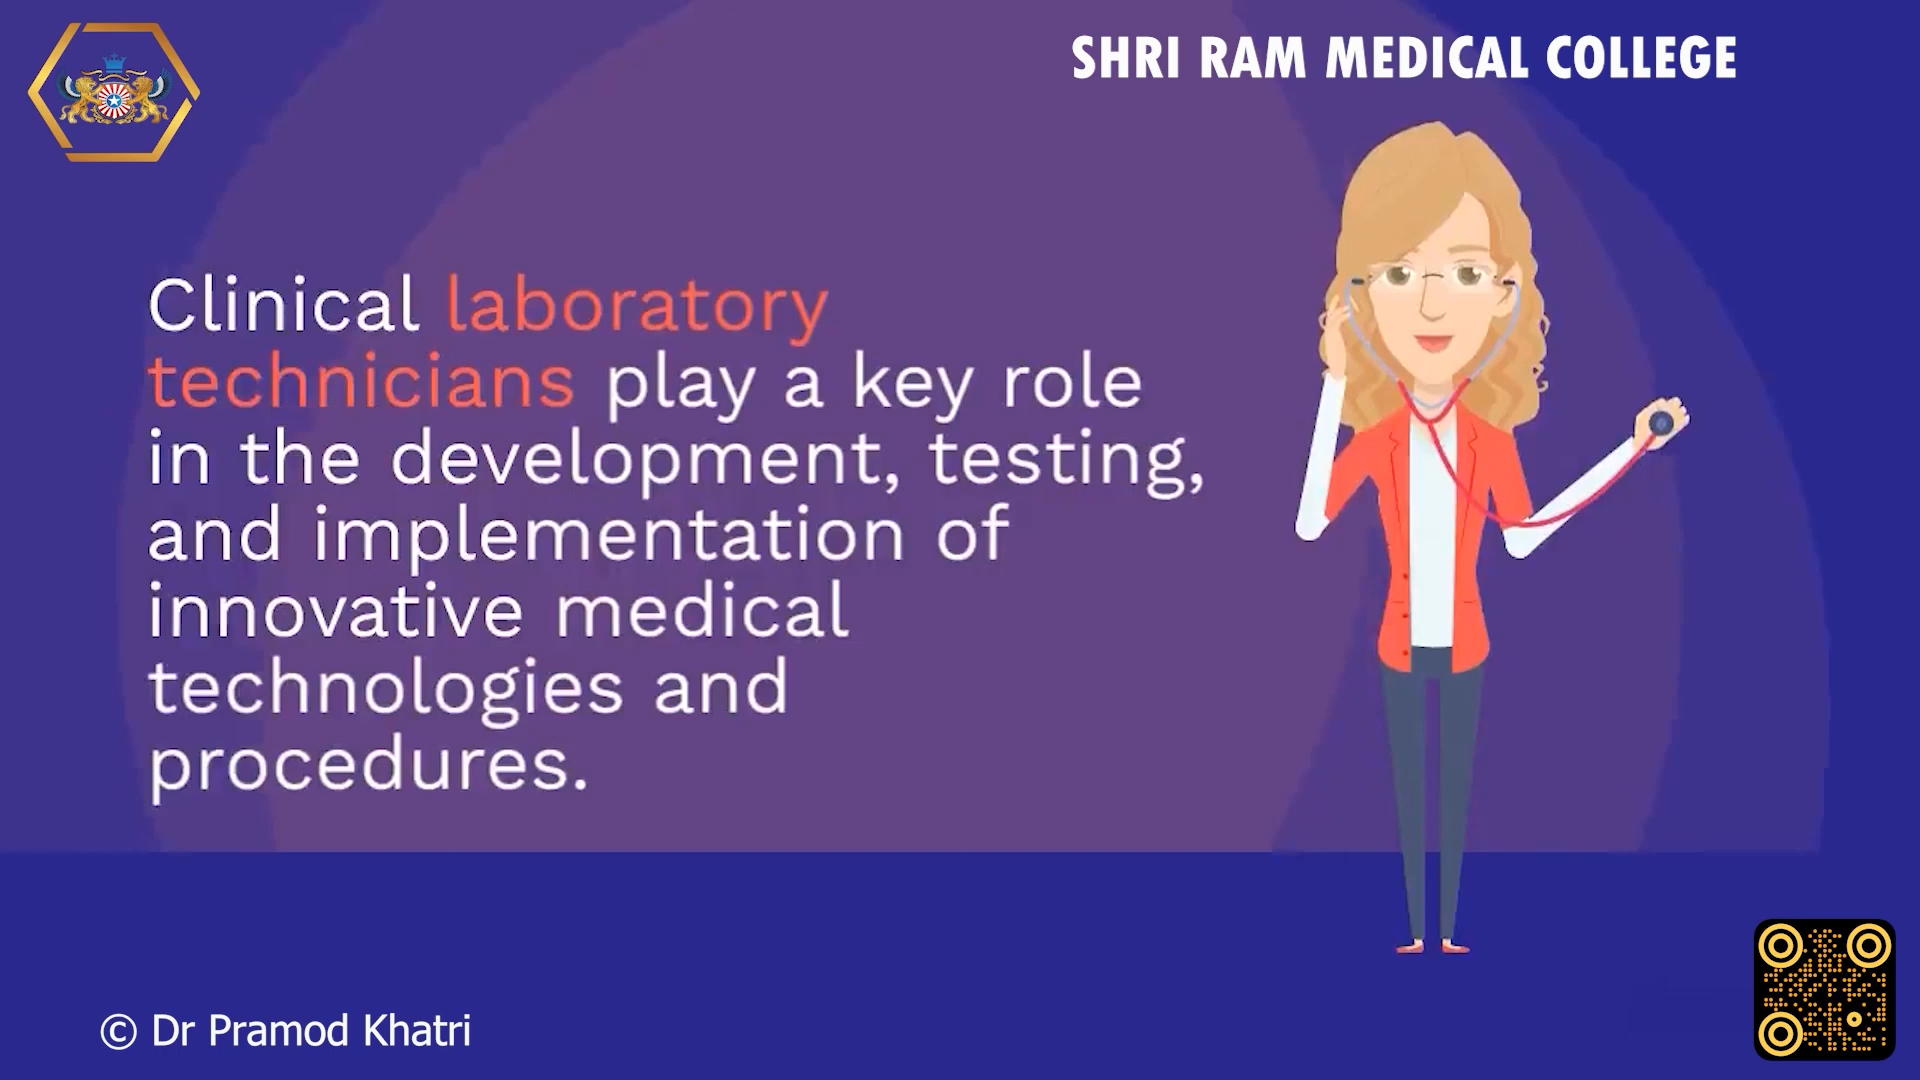 SHRI RAM MEDICAL COLLEGE
Clinical laboratory
technicians play a key role
in the development, testing,
and implementation of
innovative medical
technologies and
procedures.
© Dr Pramod Khatri